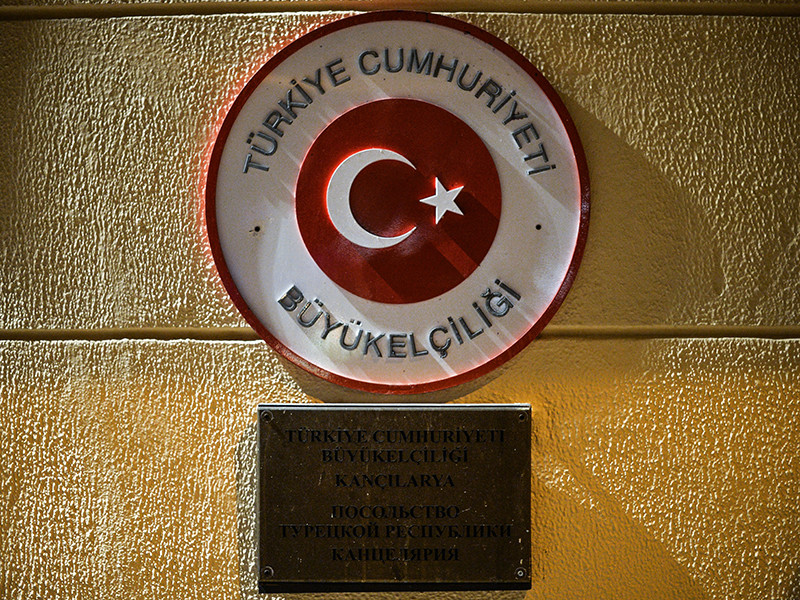 TÜRKİYE CUMHURİYETİ
BÜYÜKELÇİLİĞİ
TÜRKİYE CUMHURİYETİ
BÜYÜKELÇİLİĞİ
KANÇILARYA
ПОСОЛЬСТВО
ТУРЕЦКОЙ РЕСПУБЛИКИ
КАНЦЕЛЯРИЯ